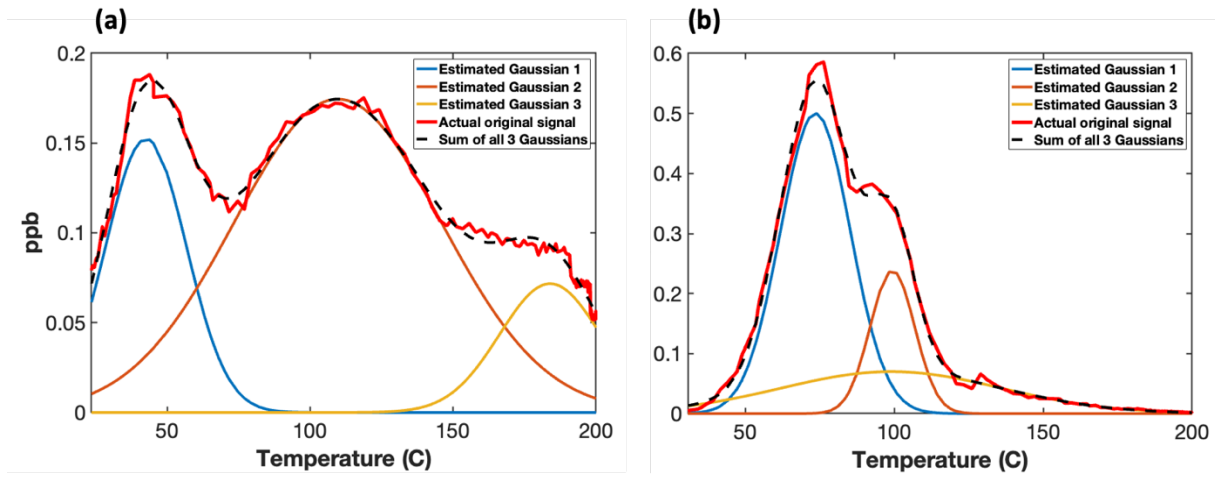 (a)
0.2
0.15
0.1
0.05
0
ppb
50
100
150
200
Temperature (C)
Estimated Gaussian 1
Estimated Gaussian 2
Estimated Gaussian 3
Actual original signal
Sum of all 3 Gaussians
(b)
0.6
0.5
0.4
0.3
0.2
0.1
0
50
100
150
200
Temperature (C)
Estimated Gaussian 1
Estimated Gaussian 2
Estimated Gaussian 3
Actual original signal
Sum of all 3 Gaussians